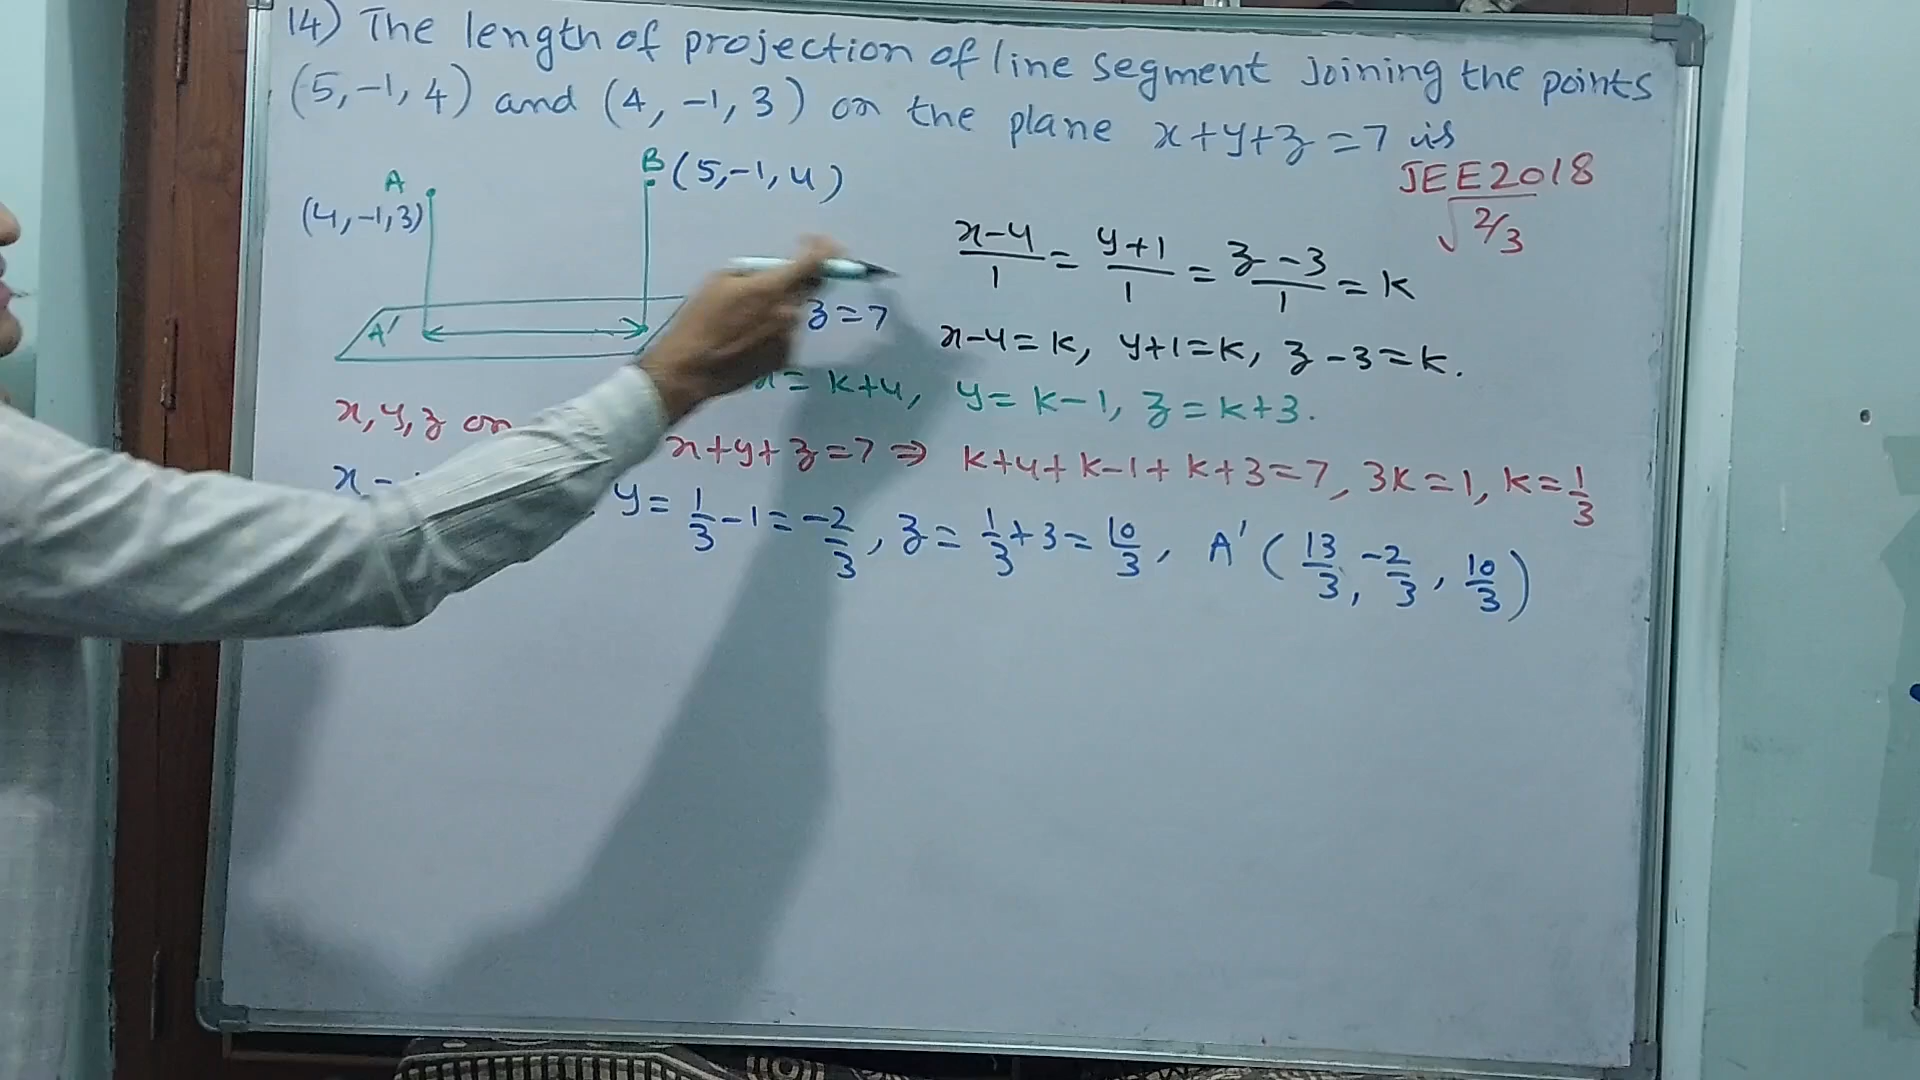 14) The length of projection of line segment joining the points
(5,-1,4) and (4,-1,3) on the plane x+y+z=7 is
JEE2018
√2/3
A
(4,-1,3)
B (5,-1,4)
A'
z=7
x-4/1 = y+1/1 = z-3/1 = k
x-4=k, y+1=k, z-3=k.
x=k+4, y=k-1, z=k+3.
x,y,z on x+y+z=7 ⇒ k+4+k-1+k+3=7, 3k=1, k=1/3
x y=1/3-1=-2/3, z=1/3+3=10/3, A'(13/3,-2/3,10/3)